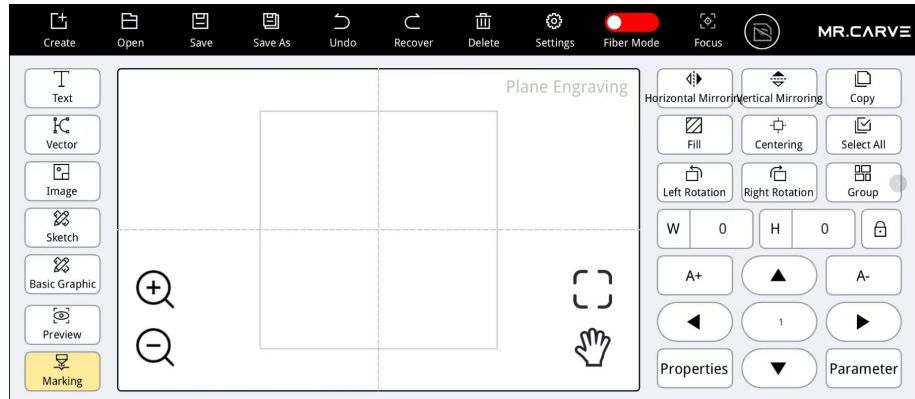 Create Open Save Save As Undo Recover Delete Settings Fiber Mode Focus
MR.CARVE
Plane Engraving
Text
Vector
Image
Sketch
Basic Graphic
Preview
Marking
Horizontal Mirrorin Vertical Mirroring Copy
Fill Centering Select All
Left Rotation Right Rotation Group
W 0 H 0
A+ A-
1
Properties Parameter